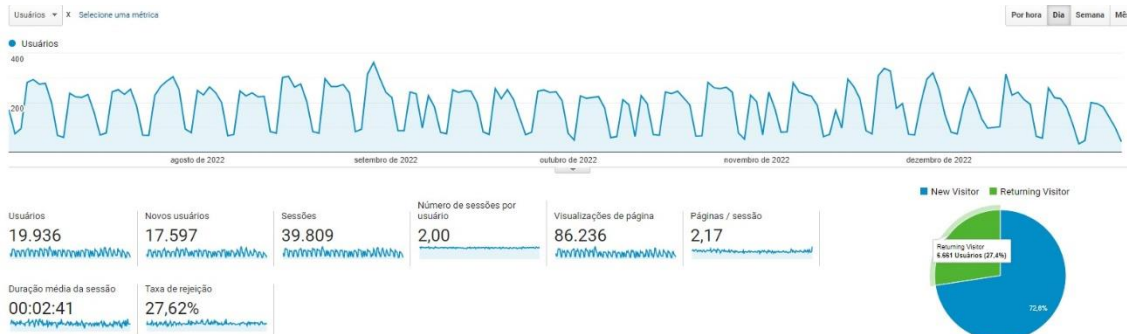 Usuários x Selecione uma métrica
Por hora Dia Semana Mês
Usuários
400
200
agosto de 2022 setembro de 2022 outubro de 2022 novembro de 2022 dezembro de 2022
New Visitor Returning Visitor
Usuários
19.936
Novos usuários
17.597
Sessões
39.809
Número de sessões por
usuário
2,00
Visualizações de página
86.236
Páginas / sessão
2,17
Returning Visitor
6.661 Usuários (27,4%)
72,6%
Duração média da sessão
00:02:41
Taxa de rejeição
27,62%